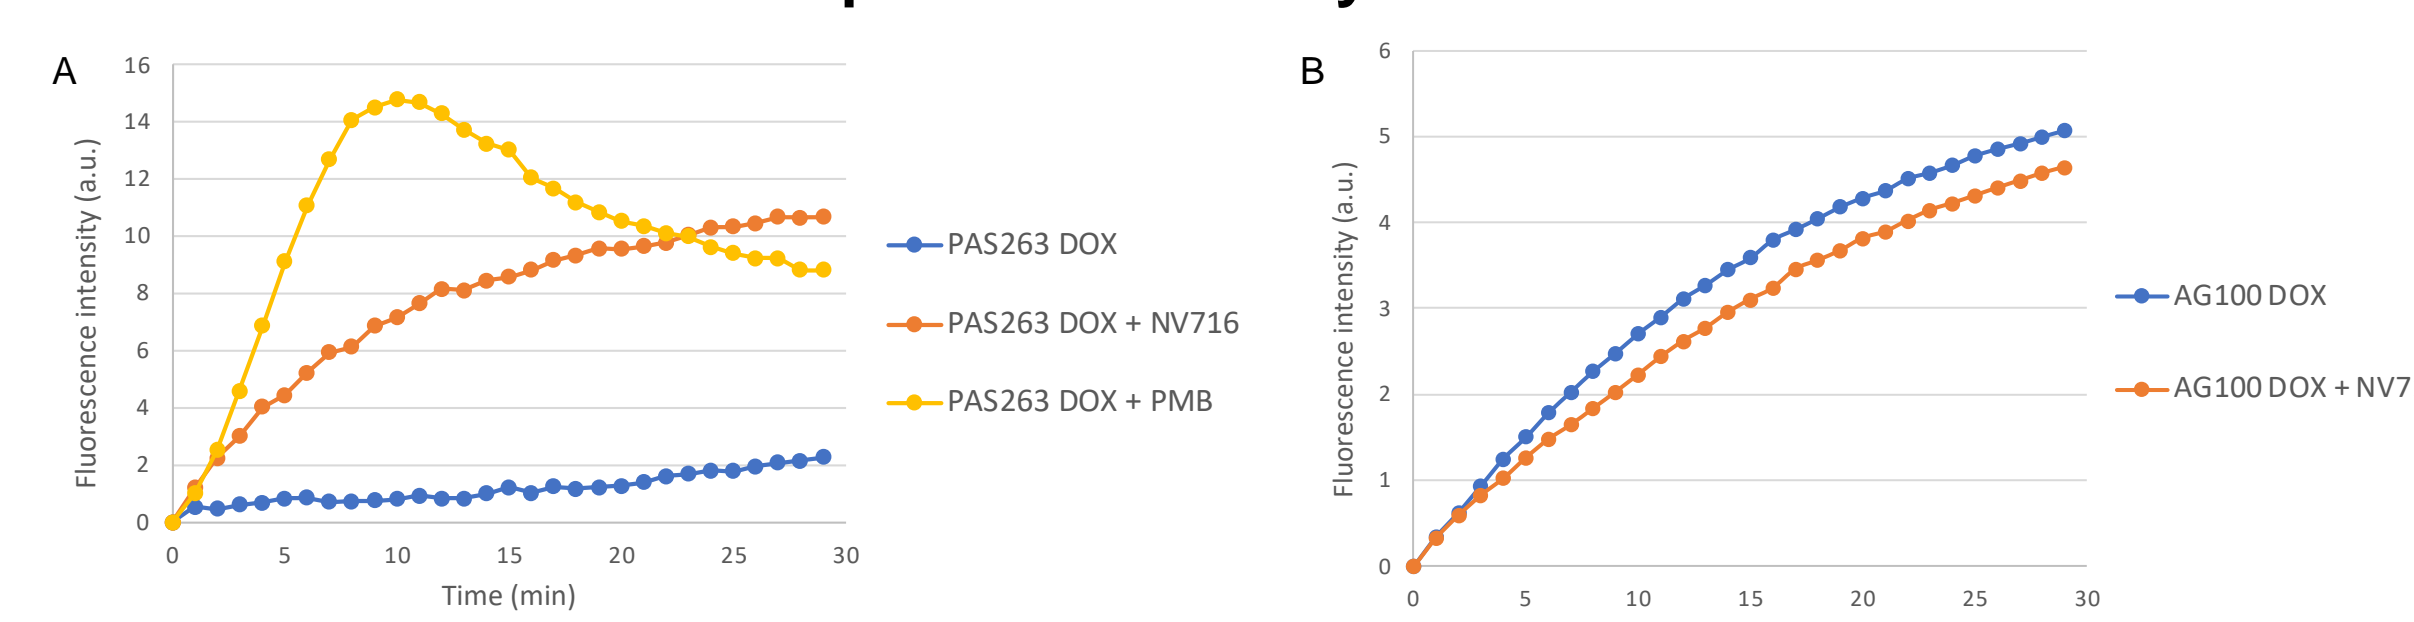 A
16
14
12
10
8
6
4
2
0
Fluorescence intensity (a.u.)
0 5 10 15 20 25 30
Time (min)
PAS263 DOX
PAS263 DOX + NV716
PAS263 DOX + PMB
B
6
5
4
3
2
1
0
Fluorescence intensity (a.u.)
0 5 10 15 20 25 30
AG100 DOX
AG100 DOX + NV7